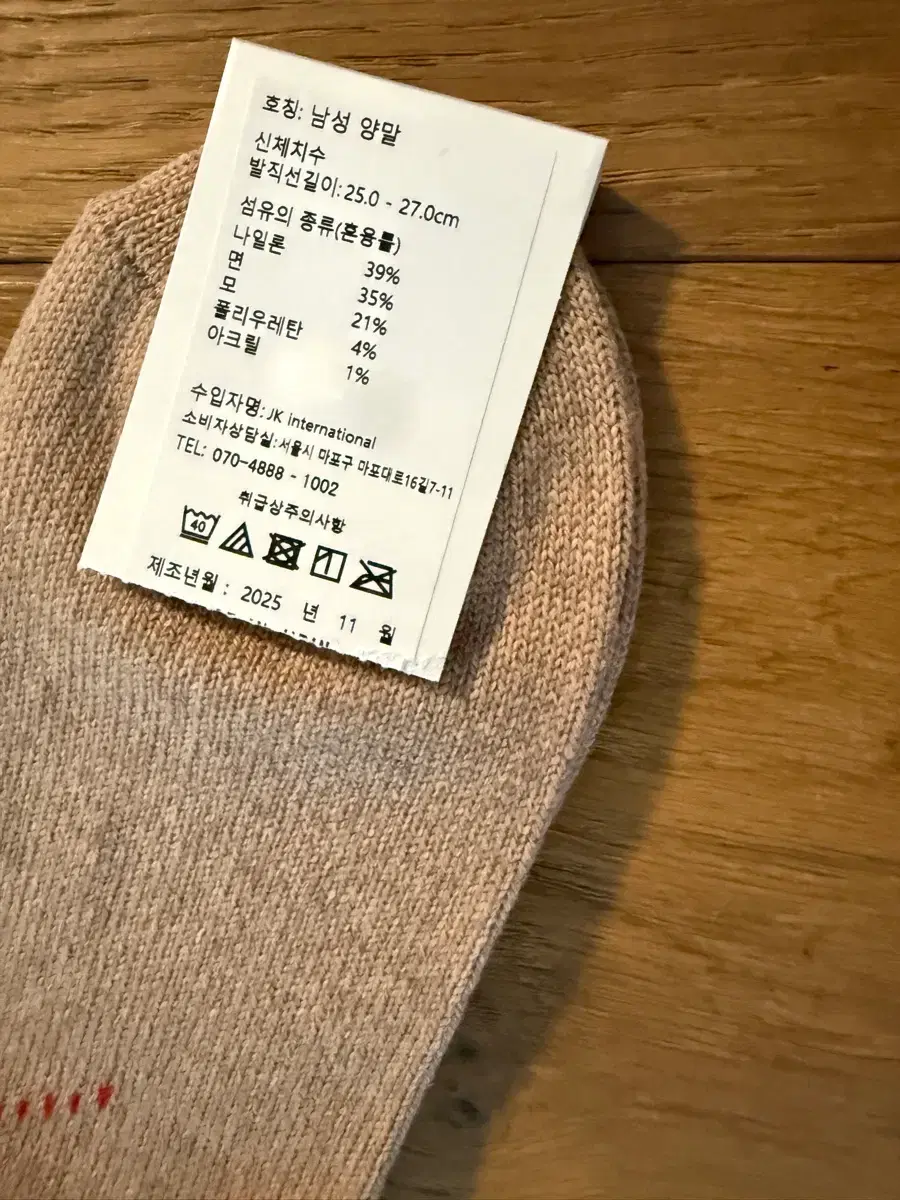 호칭: 남성 양말
신체치수
발직선길이: 25.0 - 27.0cm
섬유의 종류(혼용률)
나일론 39%
면 35%
모 21%
폴리우레탄 4%
아크릴 1%
수입자명: JK international
소비자상담실: 서울시 마포구 마포대로16길7-11
TEL: 070-4888 - 1002
취급상주의사항
40
제조년월 : 2025 년 11 월